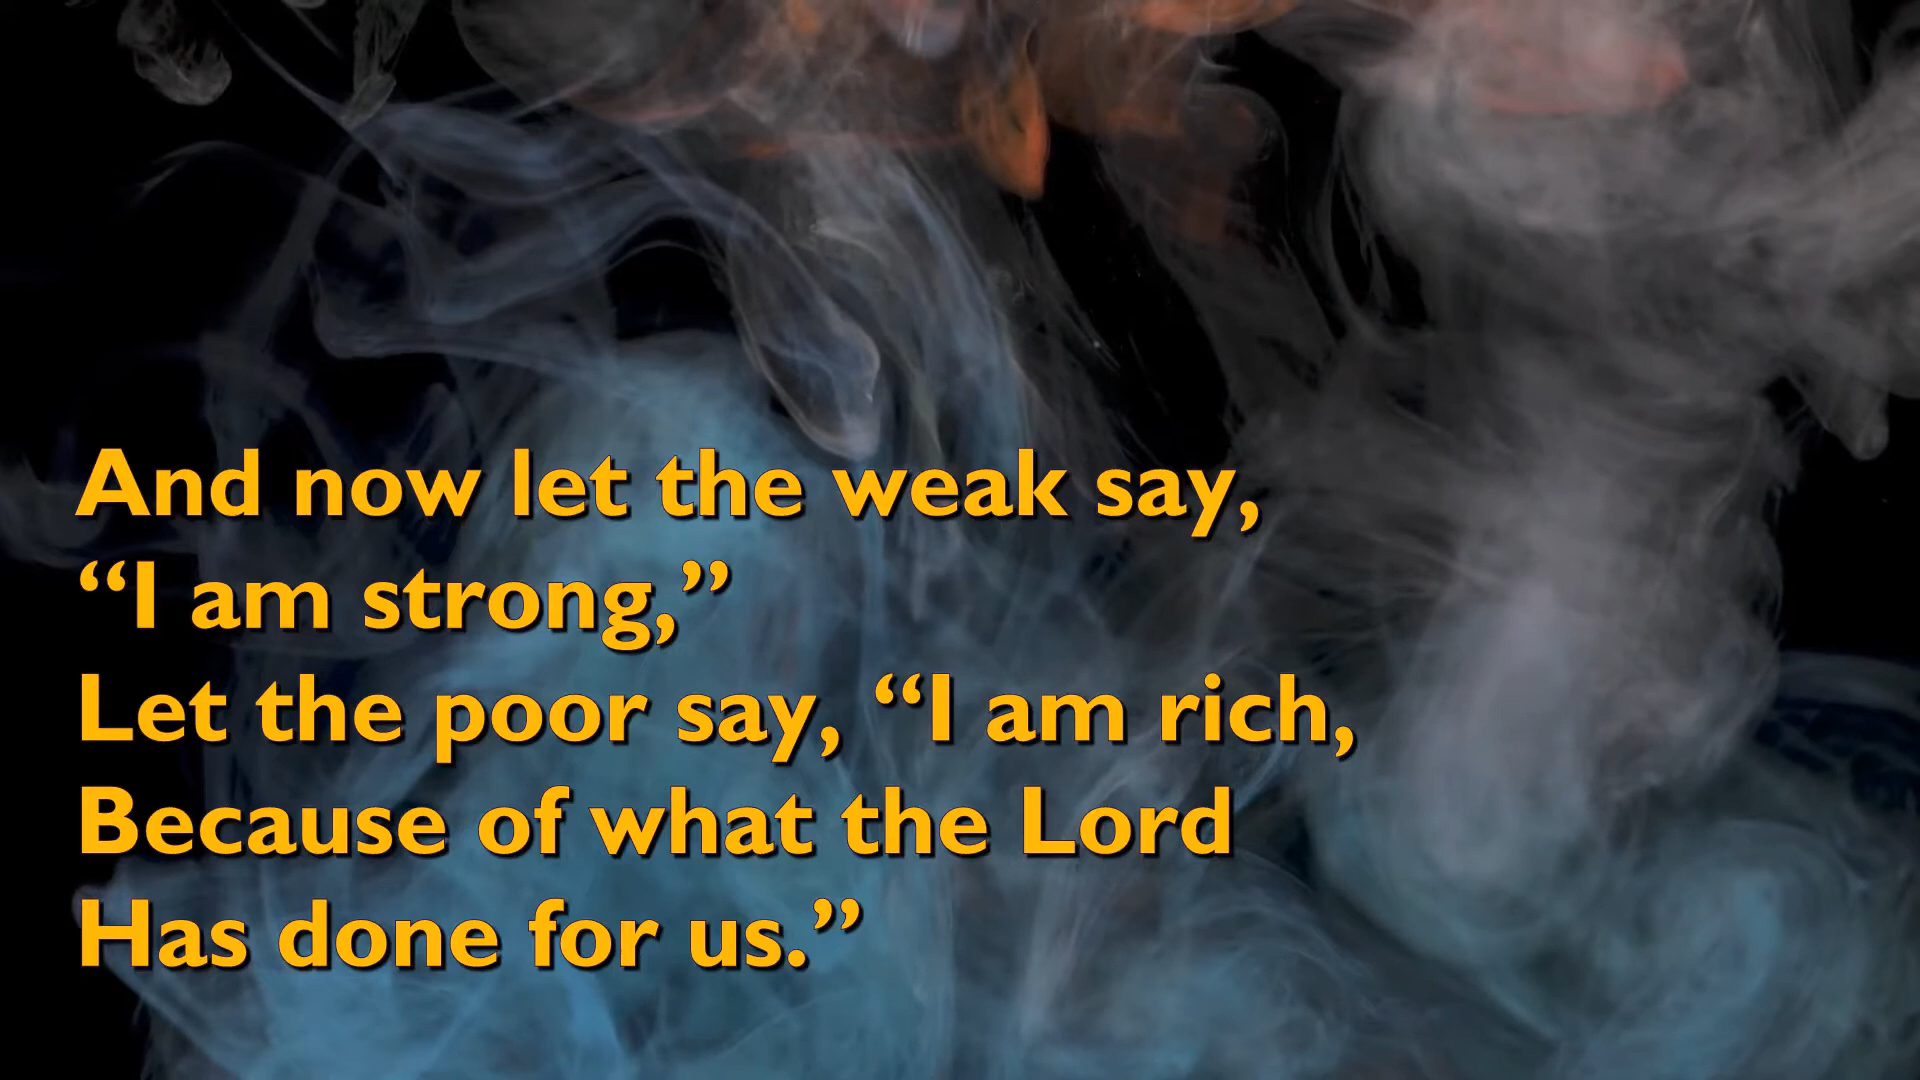 And now let the weak say,
“I am strong,”
Let the poor say, “I am rich,
Because of what the Lord
Has done for us.”